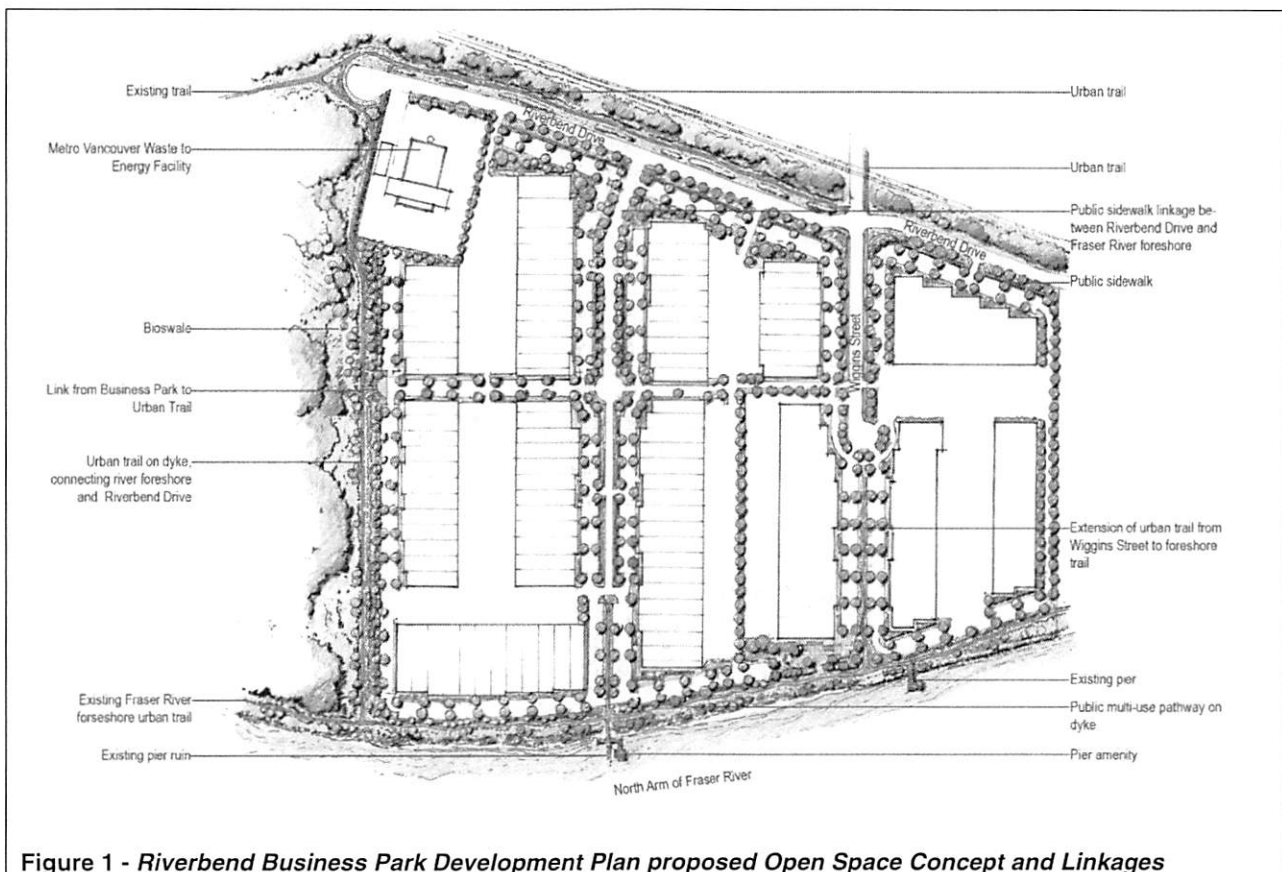 Existing trail
Metro Vancouver Waste to
Energy Facility
Bioswale
Link from Business Park to
Urban Trail
Urban trail on dyke,
connecting river foreshore
and Riverbend Drive
Existing Fraser River
forseshore urban trail
Existing pier ruin
Riverbend Drive
Riverbend Drive
Wiggins Street
North Arm of Fraser River
Urban trail
Urban trail
Public sidewalk linkage be-
tween Riverbend Drive and
Fraser River foreshore
Public sidewalk
Extension of urban trail from
Wiggins Street to foreshore
trail
Existing pier
Public multi-use pathway on
dyke
Pier amenity
Figure 1 - Riverbend Business Park Development Plan proposed Open Space Concept and Linkages